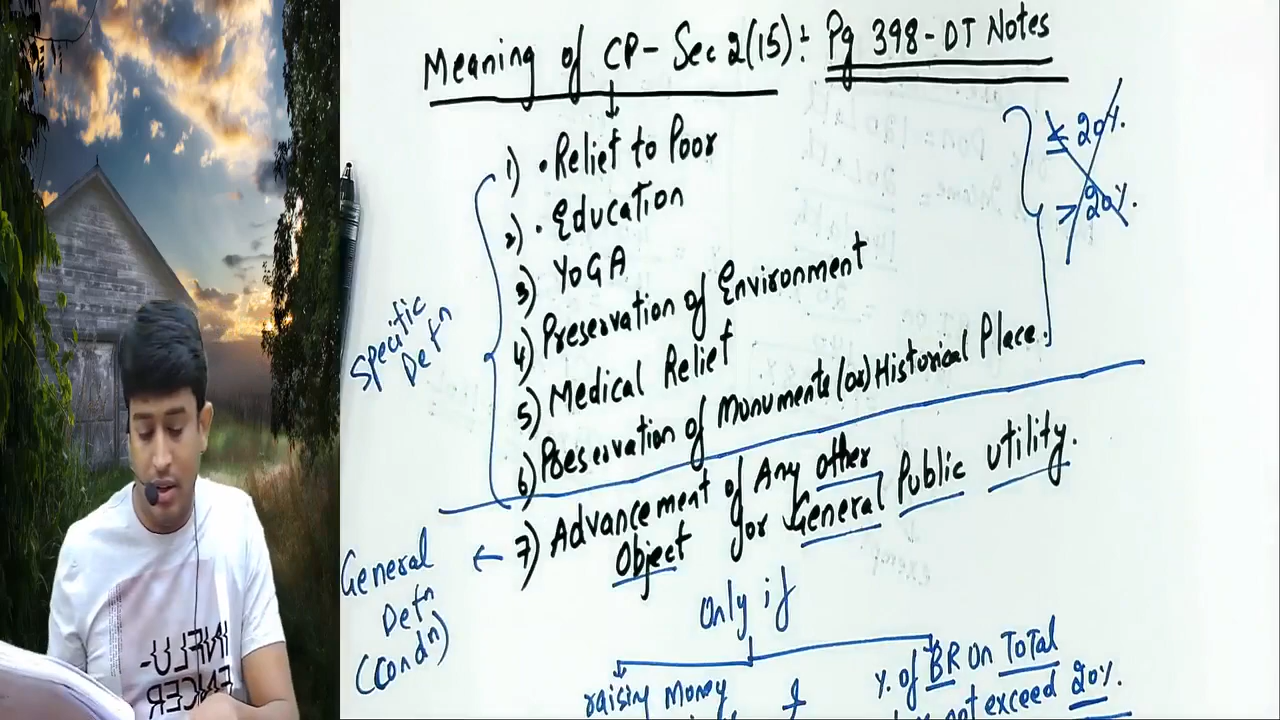 Meaning of CP - Sec 2(15): Pg 398 - DT Notes
1) • Relief to Poor
2) • Education
3) YOGA
4) Preservation of Environment
5) Medical Relief
6) Preservation of Monuments (or) Historical Place.
≤ 20%.
> 20%.
Specific
Defn
7) Advancement of Any other
Object for General Public Utility.
General
Defn
(Condn)
Only if
raising Money
&
% of BR on Total
not exceed 20%.